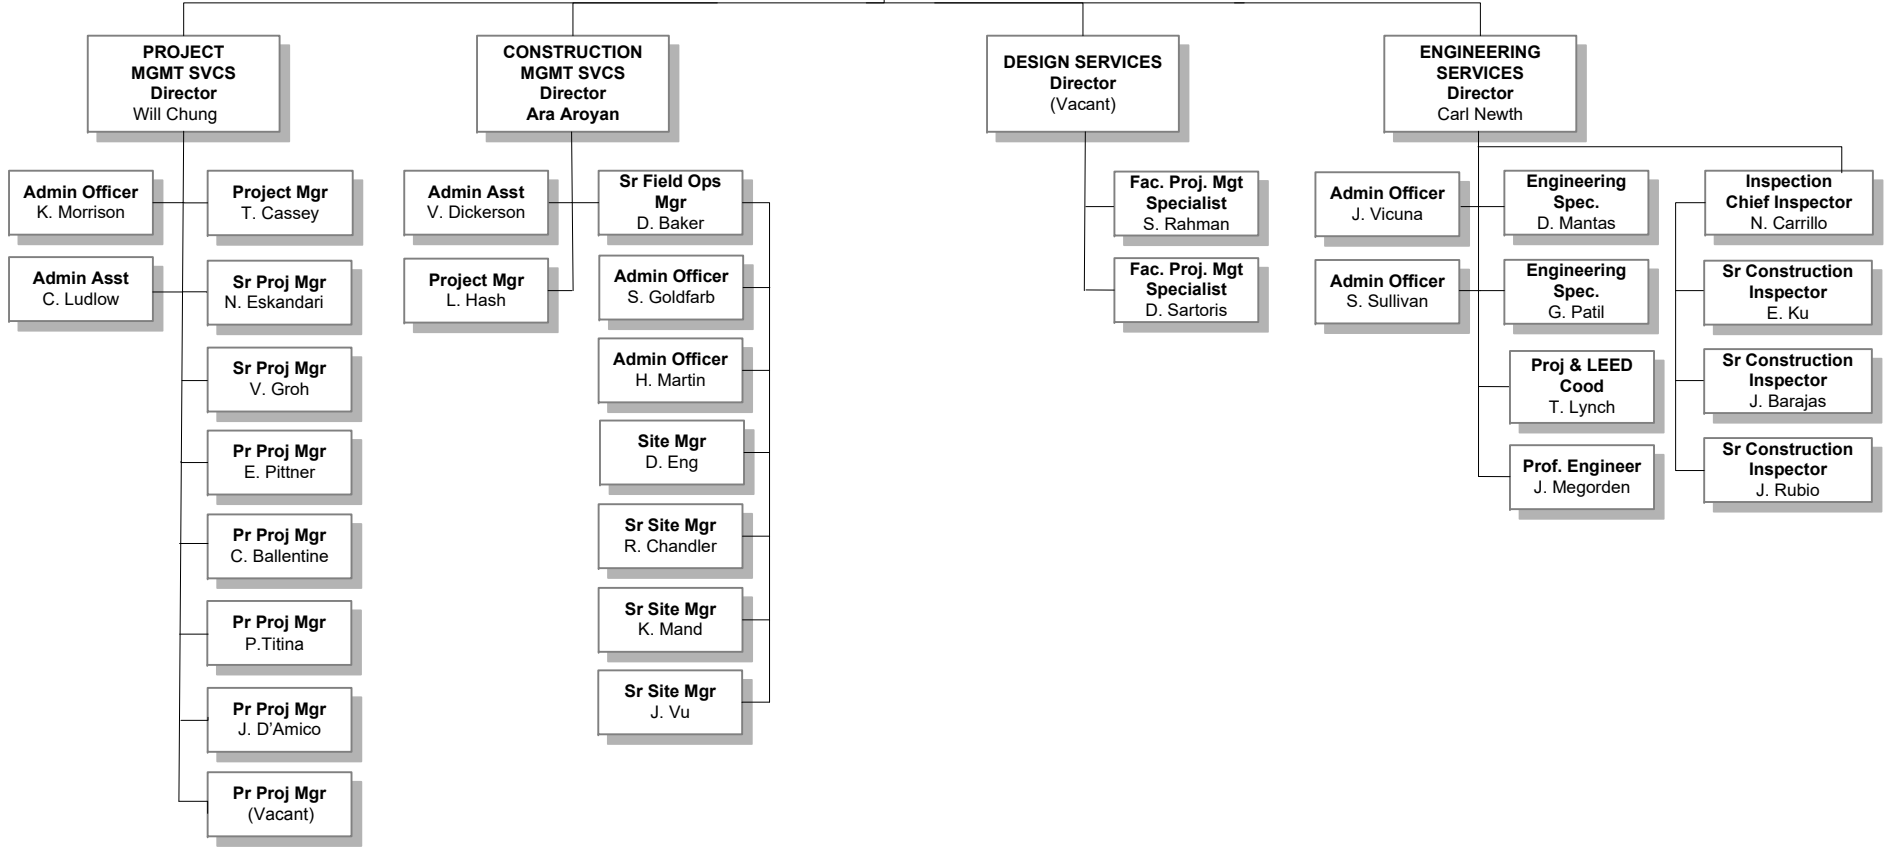 PROJECT
MGMT SVCS
Director
Will Chung
CONSTRUCTION
MGMT SVCS
Director
Ara Aroyan
DESIGN SERVICES
Director
(Vacant)
ENGINEERING
SERVICES
Director
Carl Newth
Admin Officer
K. Morrison
Admin Asst
C. Ludlow
Project Mgr
T. Cassey
Sr Proj Mgr
N. Eskandari
Sr Proj Mgr
V. Groh
Pr Proj Mgr
E. Pittner
Pr Proj Mgr
C. Ballentine
Pr Proj Mgr
P.Titina
Pr Proj Mgr
J. D’Amico
Pr Proj Mgr
(Vacant)
Admin Asst
V. Dickerson
Project Mgr
L. Hash
Sr Field Ops
Mgr
D. Baker
Admin Officer
S. Goldfarb
Admin Officer
H. Martin
Site Mgr
D. Eng
Sr Site Mgr
R. Chandler
Sr Site Mgr
K. Mand
Sr Site Mgr
J. Vu
Fac. Proj. Mgt
Specialist
S. Rahman
Fac. Proj. Mgt
Specialist
D. Sartoris
Admin Officer
J. Vicuna
Admin Officer
S. Sullivan
Engineering
Spec.
D. Mantas
Engineering
Spec.
G. Patil
Proj & LEED
Cood
T. Lynch
Prof. Engineer
J. Megorden
Inspection
Chief Inspector
N. Carrillo
Sr Construction
Inspector
E. Ku
Sr Construction
Inspector
J. Barajas
Sr Construction
Inspector
J. Rubio